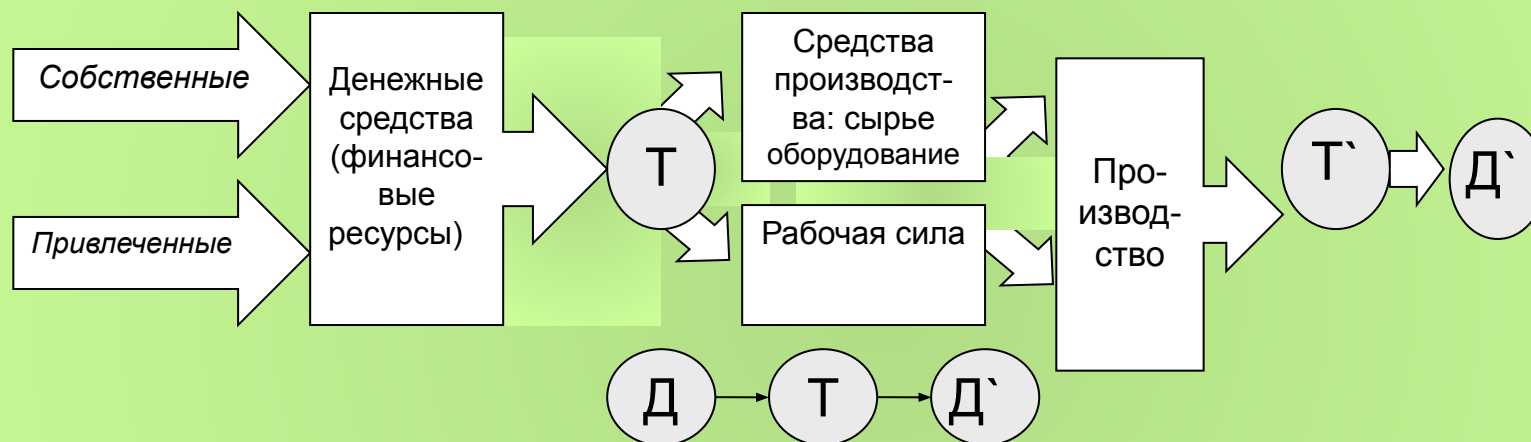 Собственные
Привлеченные
Денежные
средства
(финансо-
вые
ресурсы)
Т
Средства
производст-
ва: сырье
оборудование
Рабочая сила
Про-
извод-
ство
Т`
Д`
Д
Т
Д`